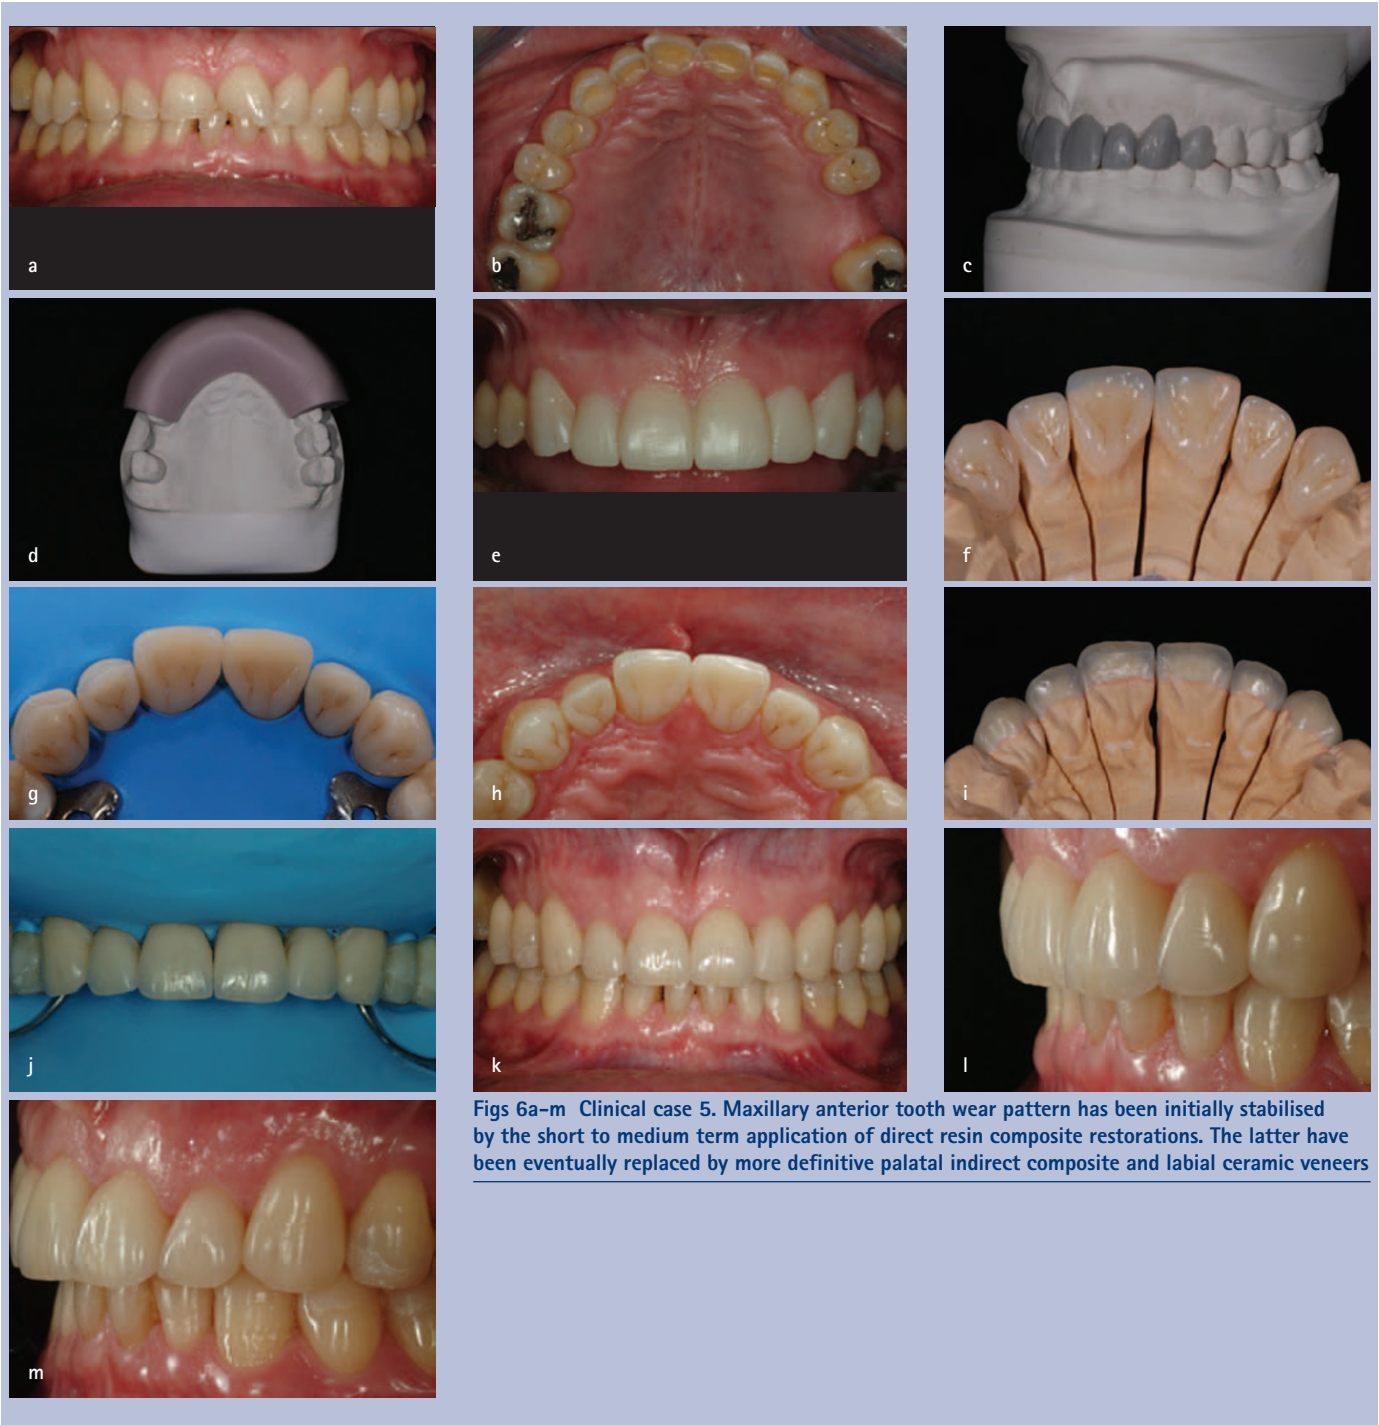 a
b
c
d
e
f
g
h
i
j
k
l
Figs 6a–m Clinical case 5. Maxillary anterior tooth wear pattern has been initially stabilised
by the short to medium term application of direct resin composite restorations. The latter have
been eventually replaced by more definitive palatal indirect composite and labial ceramic veneers
m